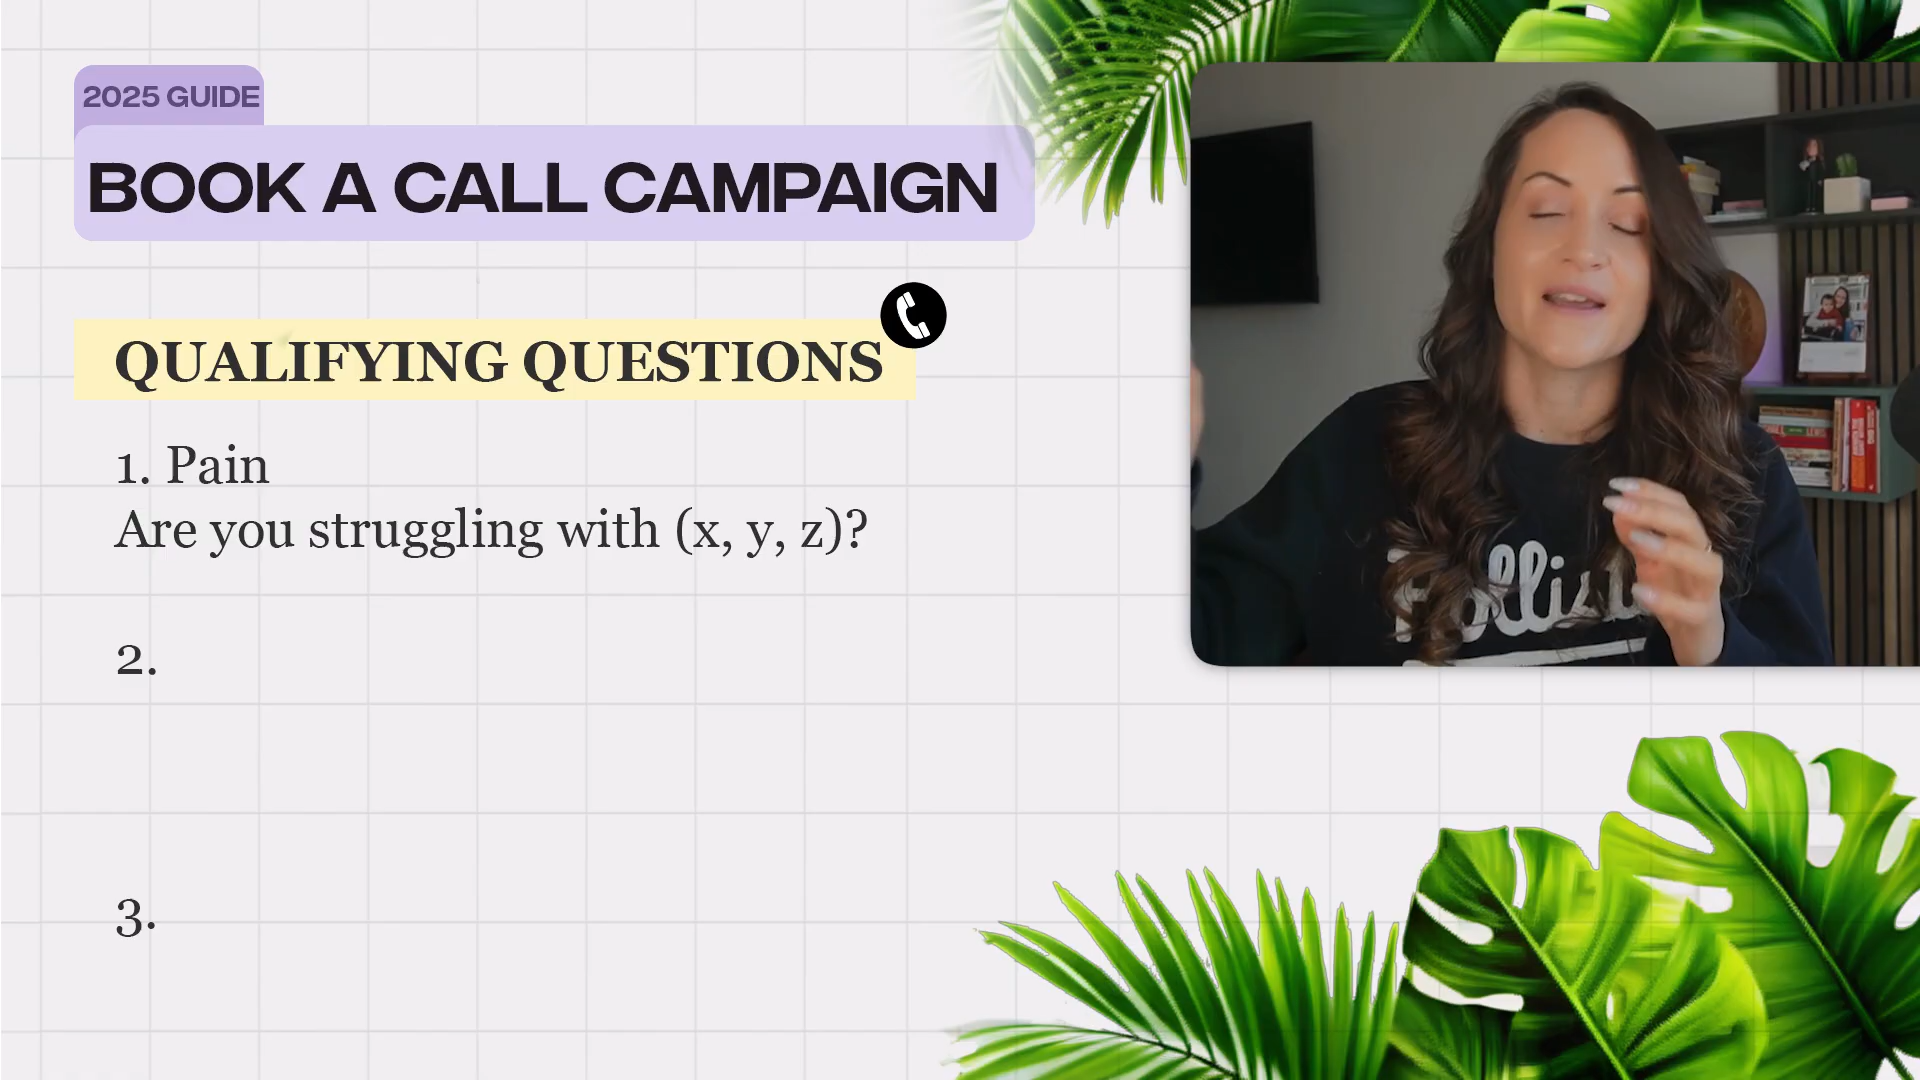 2025 GUIDE
BOOK A CALL CAMPAIGN
QUALIFYING QUESTIONS
1. Pain
Are you struggling with (x, y, z)?
2.
3.